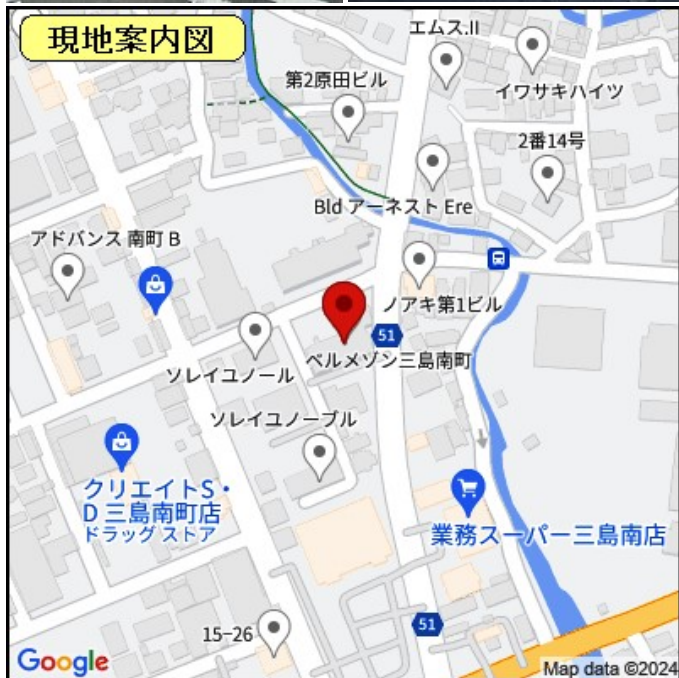 現地案内図
エムス.II
第2原田ビル
イワサキハイツ
2番14号
Bld アーネスト Ere
アドバンス 南町 B
ノアキ第1ビル
51
ベルメゾン三島南町
ソレイユノール
ソレイユノーブル
クリエイトS・
D 三島南町店
ドラッグ ストア
業務スーパー三島南店
51
15-26
Google
Map data ©2024